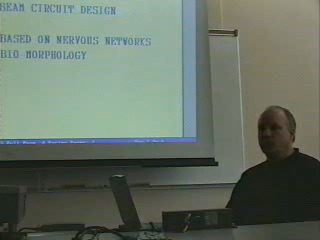 BEAM CIRCUIT DESIGN
BASED ON NERVOUS NETWORKS
BIO MORPHOLOGY